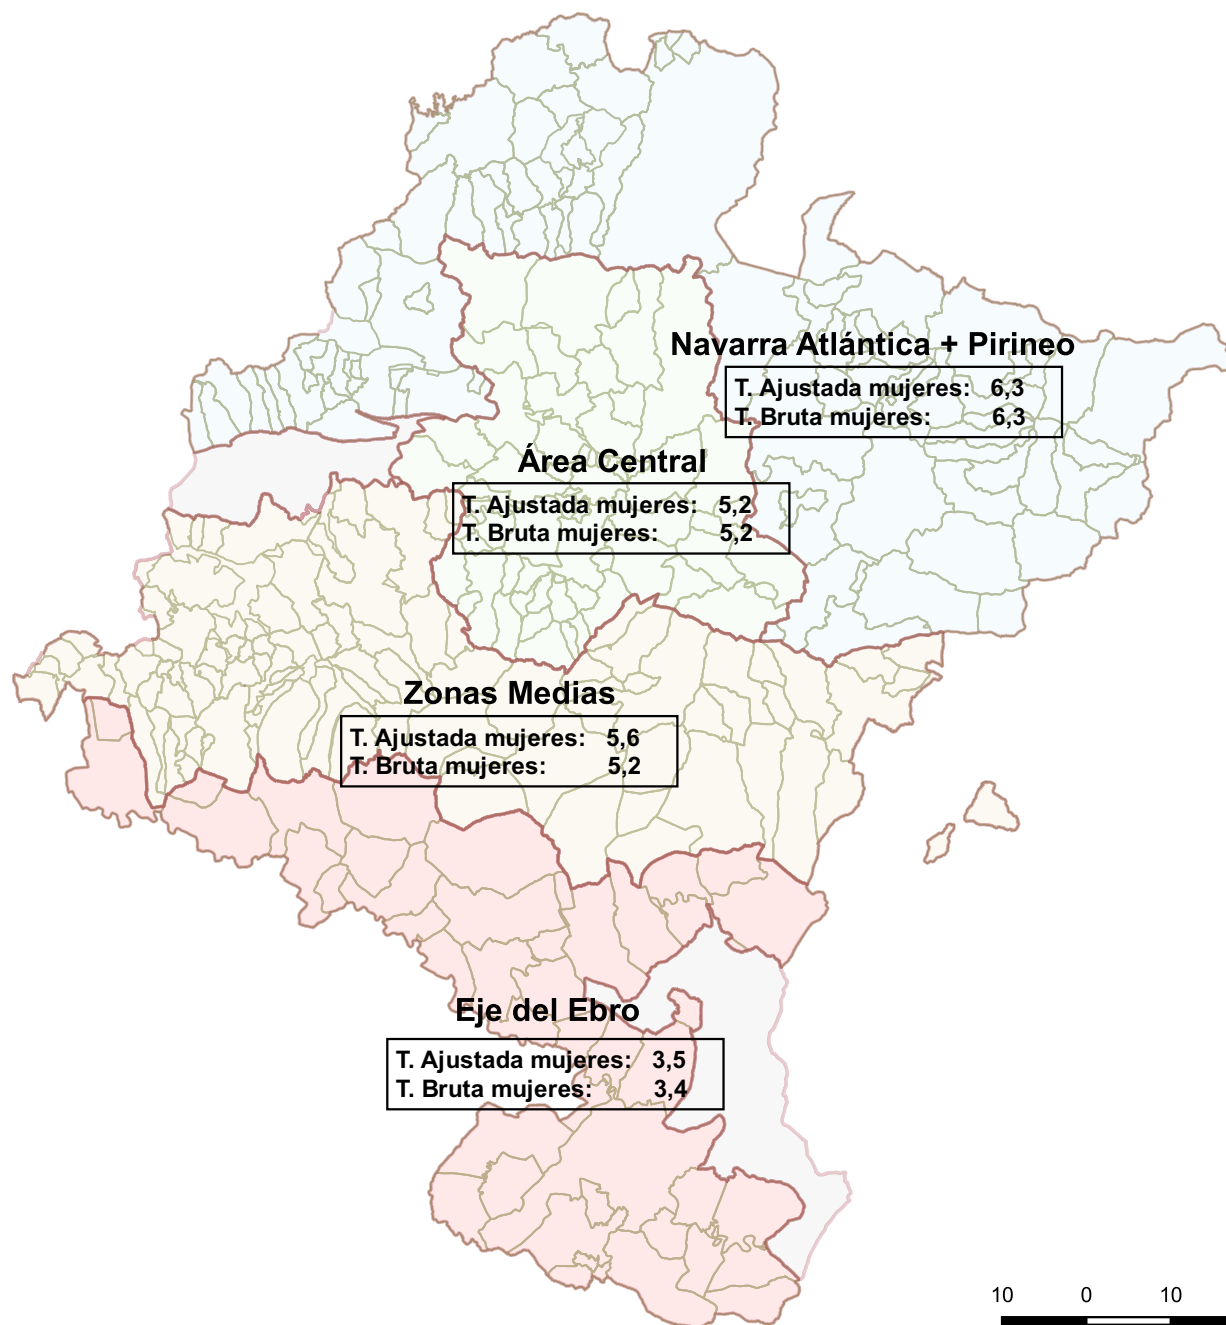 Navarra Atlántica + Pirineo
T. Ajustada mujeres: 6,3
T. Bruta mujeres: 6,3
Área Central
T. Ajustada mujeres: 5,2
T. Bruta mujeres: 5,2
Zonas Medias
T. Ajustada mujeres: 5,6
T. Bruta mujeres: 5,2
Eje del Ebro
T. Ajustada mujeres: 3,5
T. Bruta mujeres: 3,4
10 0 10